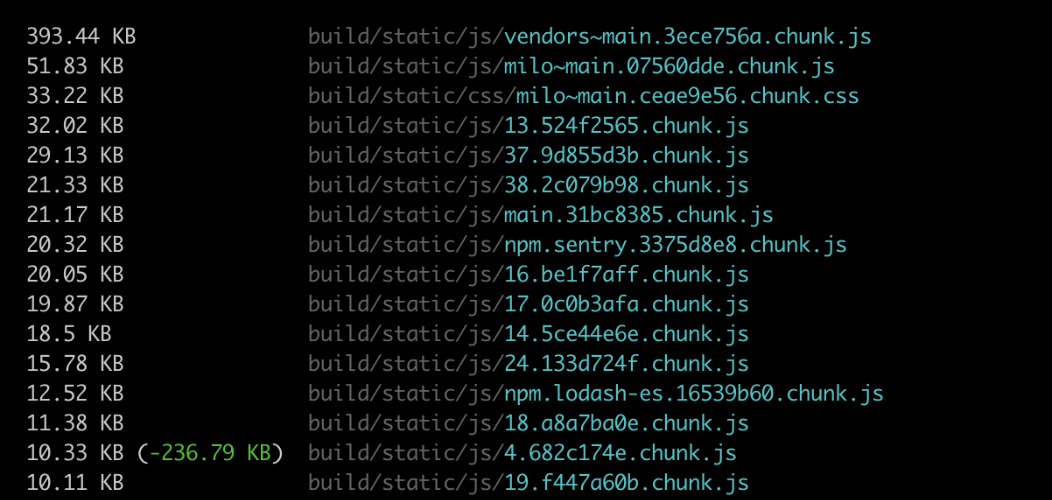 393.44 KB build/static/js/vendors~main.3ece756a.chunk.js
51.83 KB build/static/js/milo~main.07560dde.chunk.js
33.22 KB build/static/css/milo~main.ceae9e56.chunk.css
32.02 KB build/static/js/13.524f2565.chunk.js
29.13 KB build/static/js/37.9d855d3b.chunk.js
21.33 KB build/static/js/38.2c079b98.chunk.js
21.17 KB build/static/js/main.31bc8385.chunk.js
20.32 KB build/static/js/npm.sentry.3375d8e8.chunk.js
20.05 KB build/static/js/16.be1f7aff.chunk.js
19.87 KB build/static/js/17.0c0b3afa.chunk.js
18.5 KB build/static/js/14.5ce44e6e.chunk.js
15.78 KB build/static/js/24.133d724f.chunk.js
12.52 KB build/static/js/npm.lodash-es.16539b60.chunk.js
11.38 KB build/static/js/18.a8a7ba0e.chunk.js
10.33 KB (-236.79 KB) build/static/js/4.682c174e.chunk.js
10.11 KB build/static/js/19.f447a60b.chunk.js